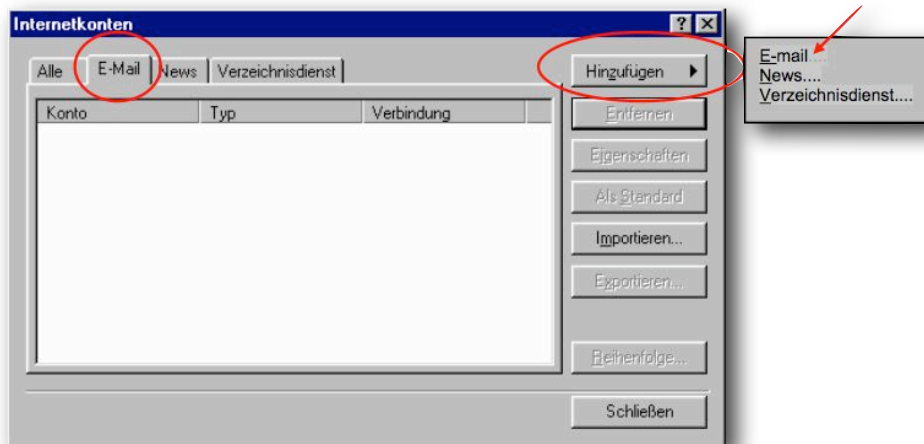 Internetkonten
Alle E-Mail News Verzeichnisdienst
Konto Typ Verbindung
Hinzufügen
Entfernen
Eigenschaften
Als Standard
Importieren...
Exportieren...
Reihenfolge...
Schließen
E-mail....
News....
Verzeichnisdienst....